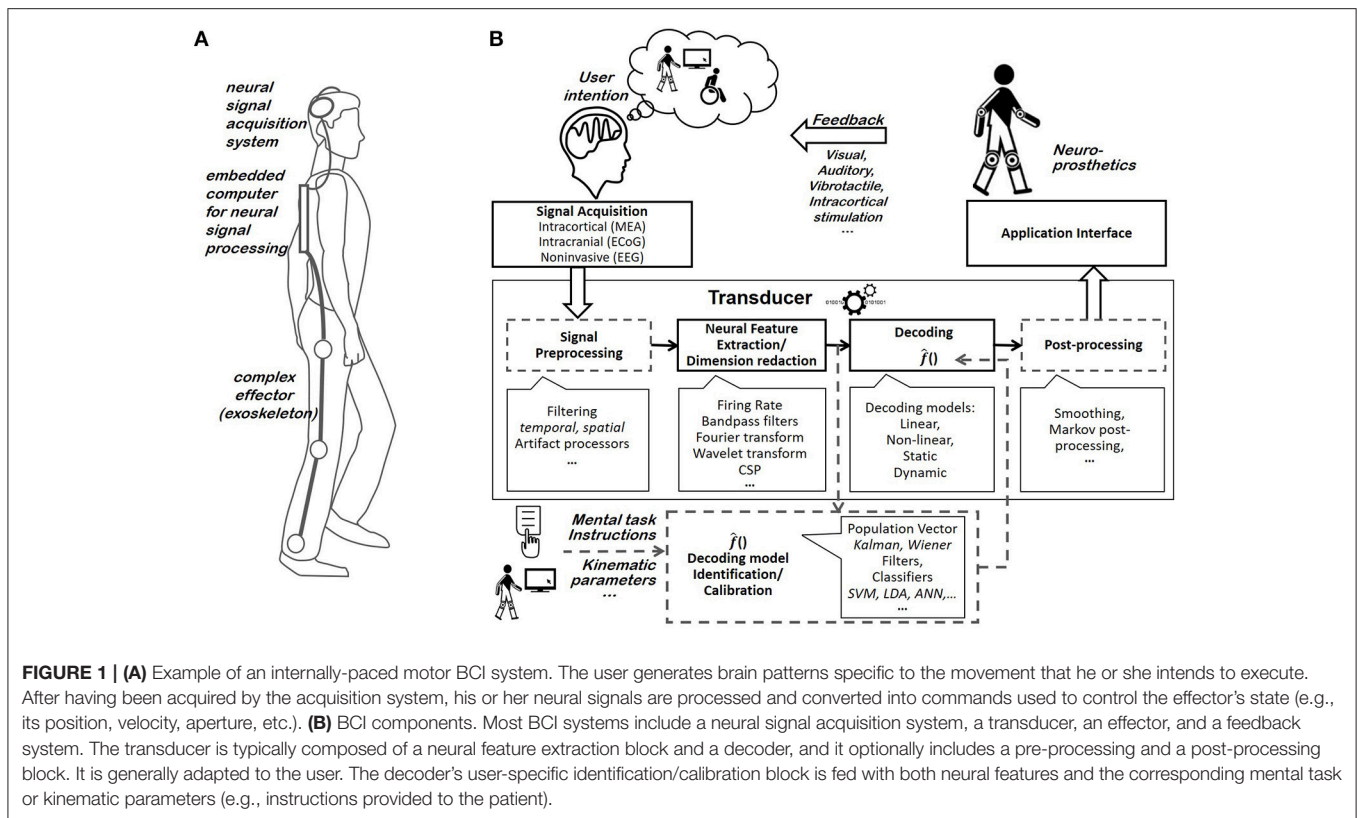 A
neural
signal
acquisition
system
embedded
computer
for neural
signal
processing
complex
effector
(exoskeleton)
B
User
intention
Feedback
Visual,
Auditory,
Vibrotactile,
Intracortical
stimulation
...
Neuro-
prosthetics
Signal Acquisition
Intracortical (MEA)
Intracranial (ECoG)
Noninvasive (EEG)
Application Interface
Transducer
Signal
Preprocessing
Neural Feature
Extraction/
Dimension redaction
Decoding
f̂()
Post-processing
Filtering
temporal, spatial
Artifact processors
...
Firing Rate
Bandpass filters
Fourier transform
Wavelet transform
CSP
...
Decoding models:
Linear,
Non-linear,
Static
Dynamic
Smoothing,
Markov post-
processing,
...
Mental task
Instructions
Kinematic
parameters
...
f̂()
Decoding model
Identification/
Calibration
Population Vector
Kalman, Wiener
Filters,
Classifiers
SVM, LDA, ANN,...
...
FIGURE 1 | (A) Example of an internally-paced motor BCI system. The user generates brain patterns specific to the movement that he or she intends to execute.
After having been acquired by the acquisition system, his or her neural signals are processed and converted into commands used to control the effector's state (e.g.,
its position, velocity, aperture, etc.). (B) BCI components. Most BCI systems include a neural signal acquisition system, a transducer, an effector, and a feedback
system. The transducer is typically composed of a neural feature extraction block and a decoder, and it optionally includes a pre-processing and a post-processing
block. It is generally adapted to the user. The decoder's user-specific identification/calibration block is fed with both neural features and the corresponding mental task
or kinematic parameters (e.g., instructions provided to the patient).